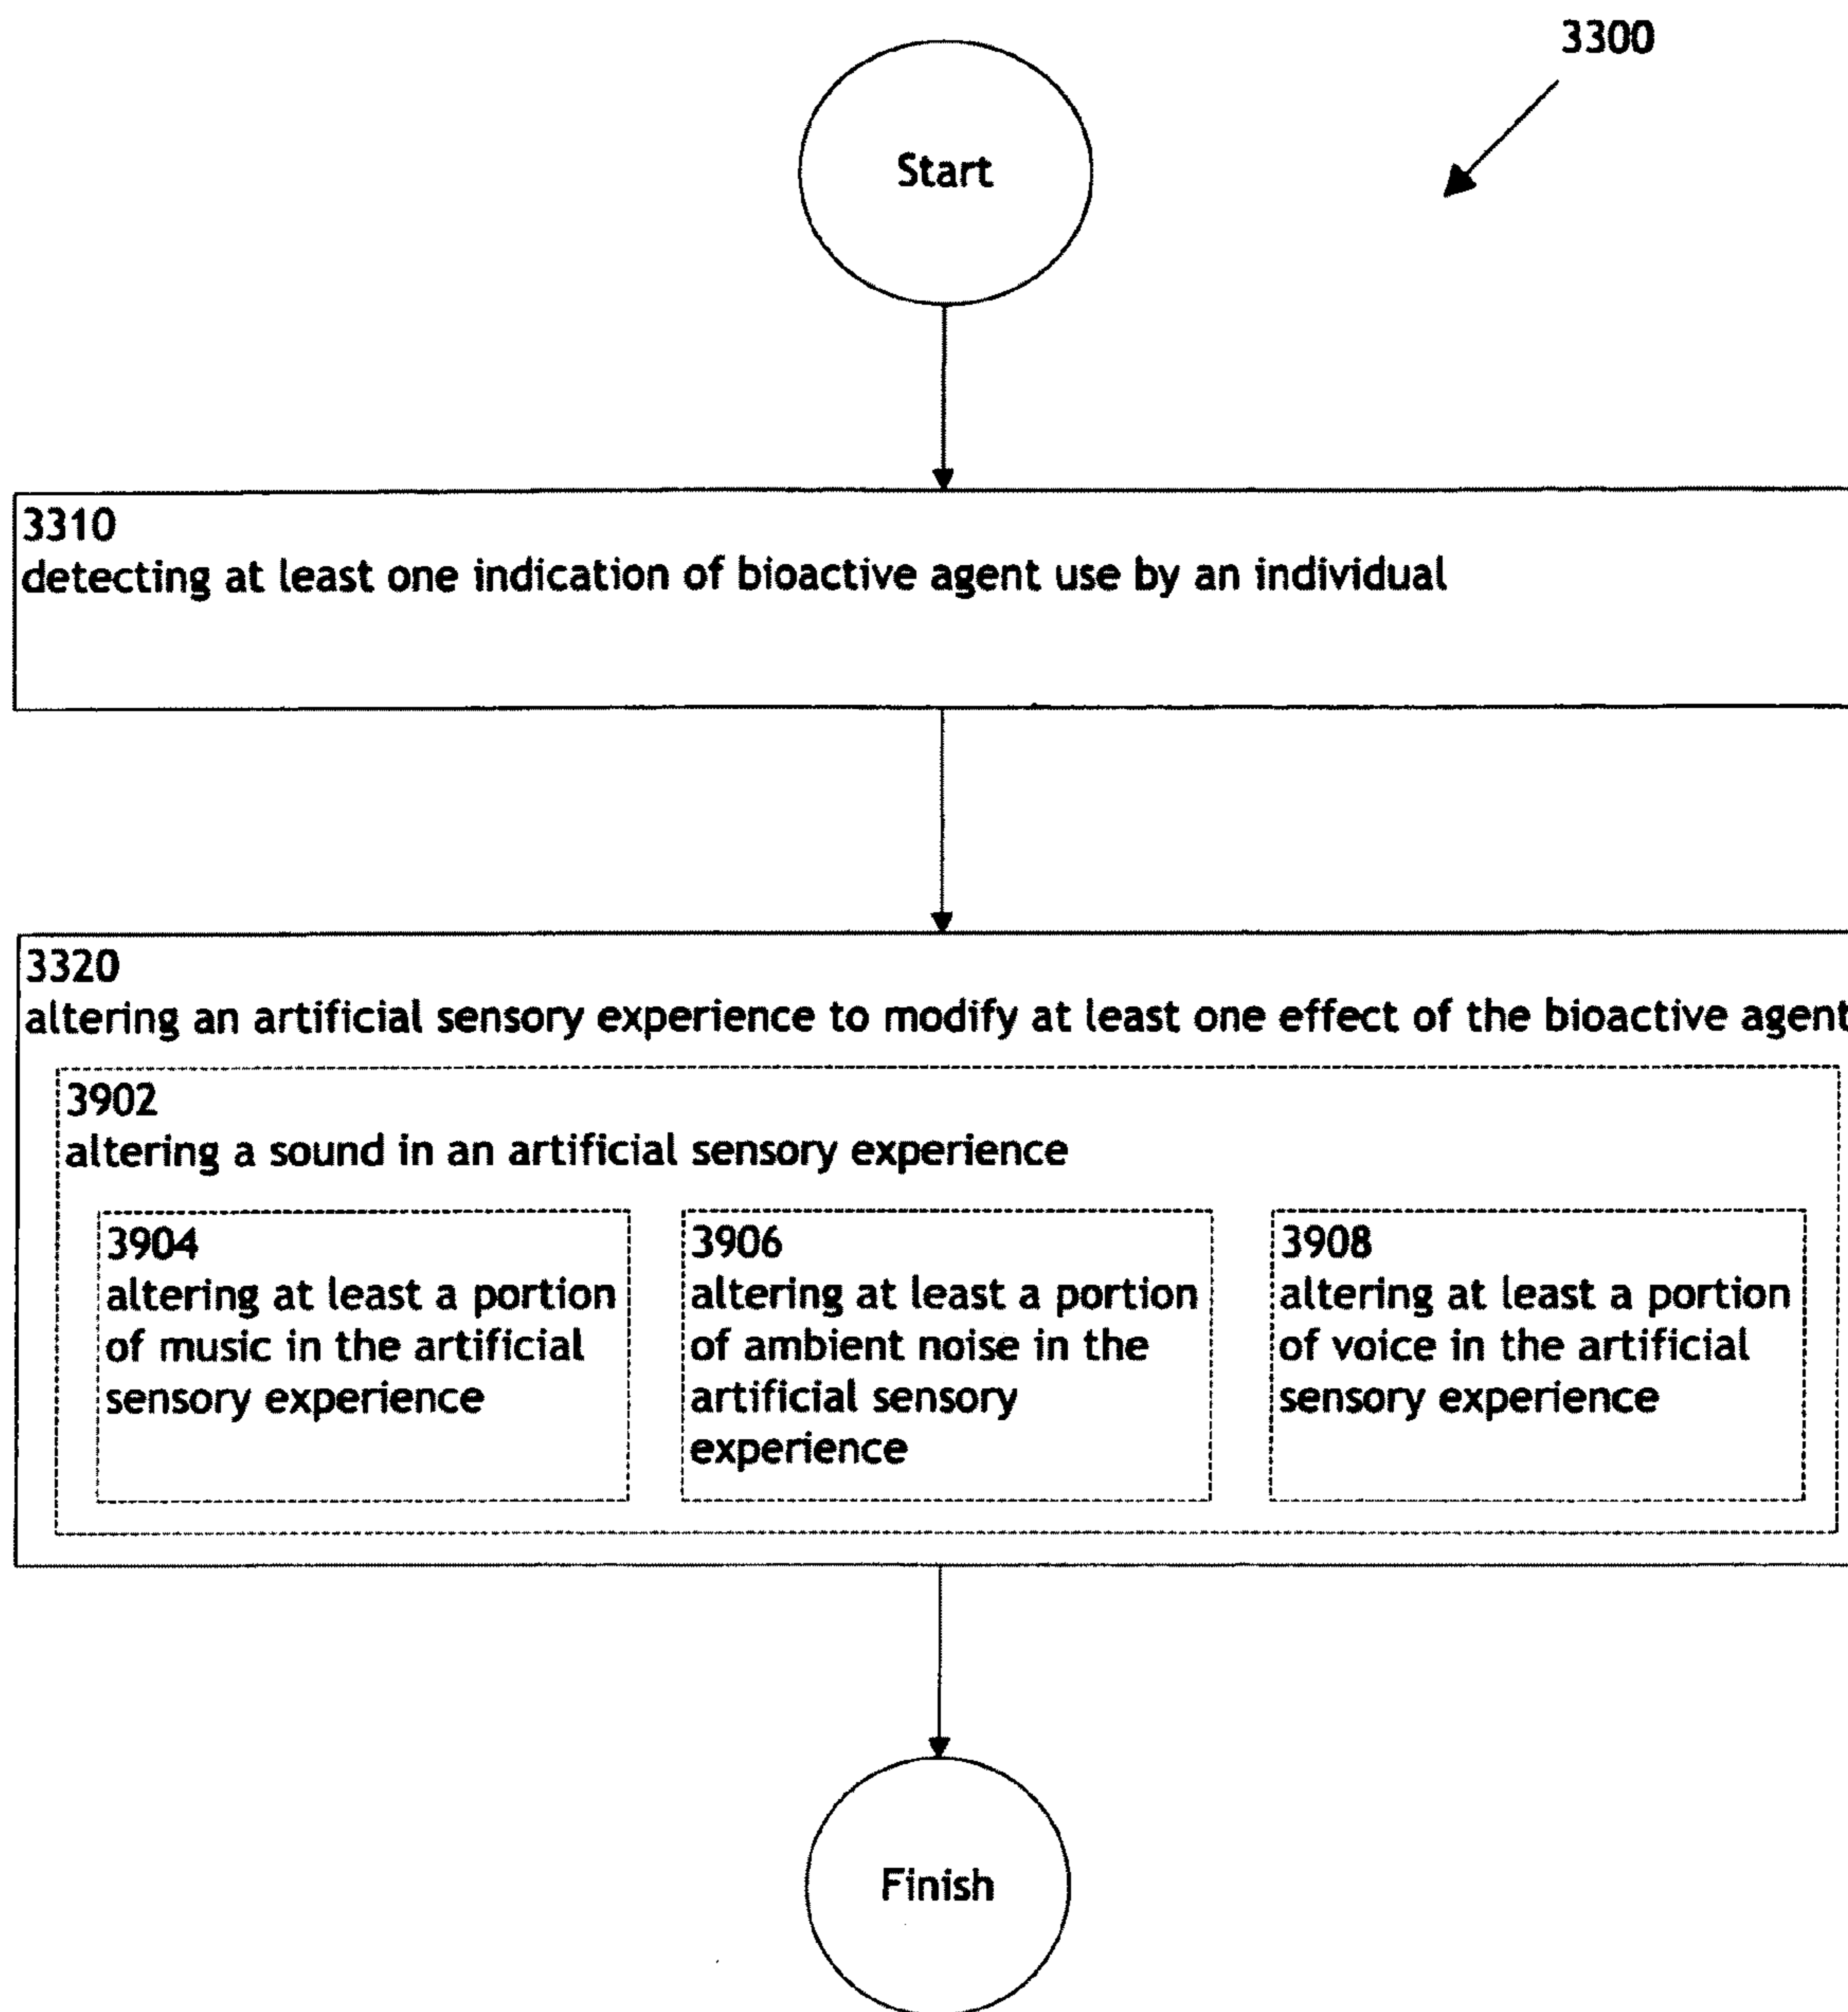 3300
Start
3310
detecting at least one indication of bioactive agent use by an individual
3320
altering an artificial sensory experience to modify at least one effect of the bioactive agent
3902
altering a sound in an artificial sensory experience
3904
altering at least a portion
of music in the artificial
sensory experience
3906
altering at least a portion
of ambient noise in the
artificial sensory
experience
3908
altering at least a portion
of voice in the artificial
sensory experience
Finish